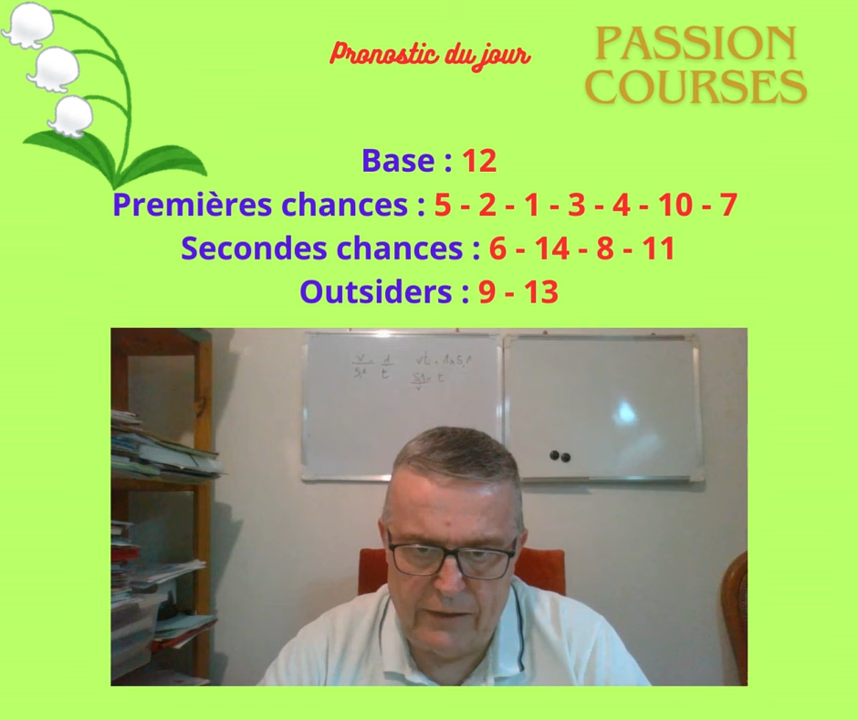 Pronostic du jour
PASSION
COURSES
Base : 12
Premières chances : 5 - 2 - 1 - 3 - 4 - 10 - 7
Secondes chances : 6 - 14 - 8 - 11
Outsiders : 9 - 13